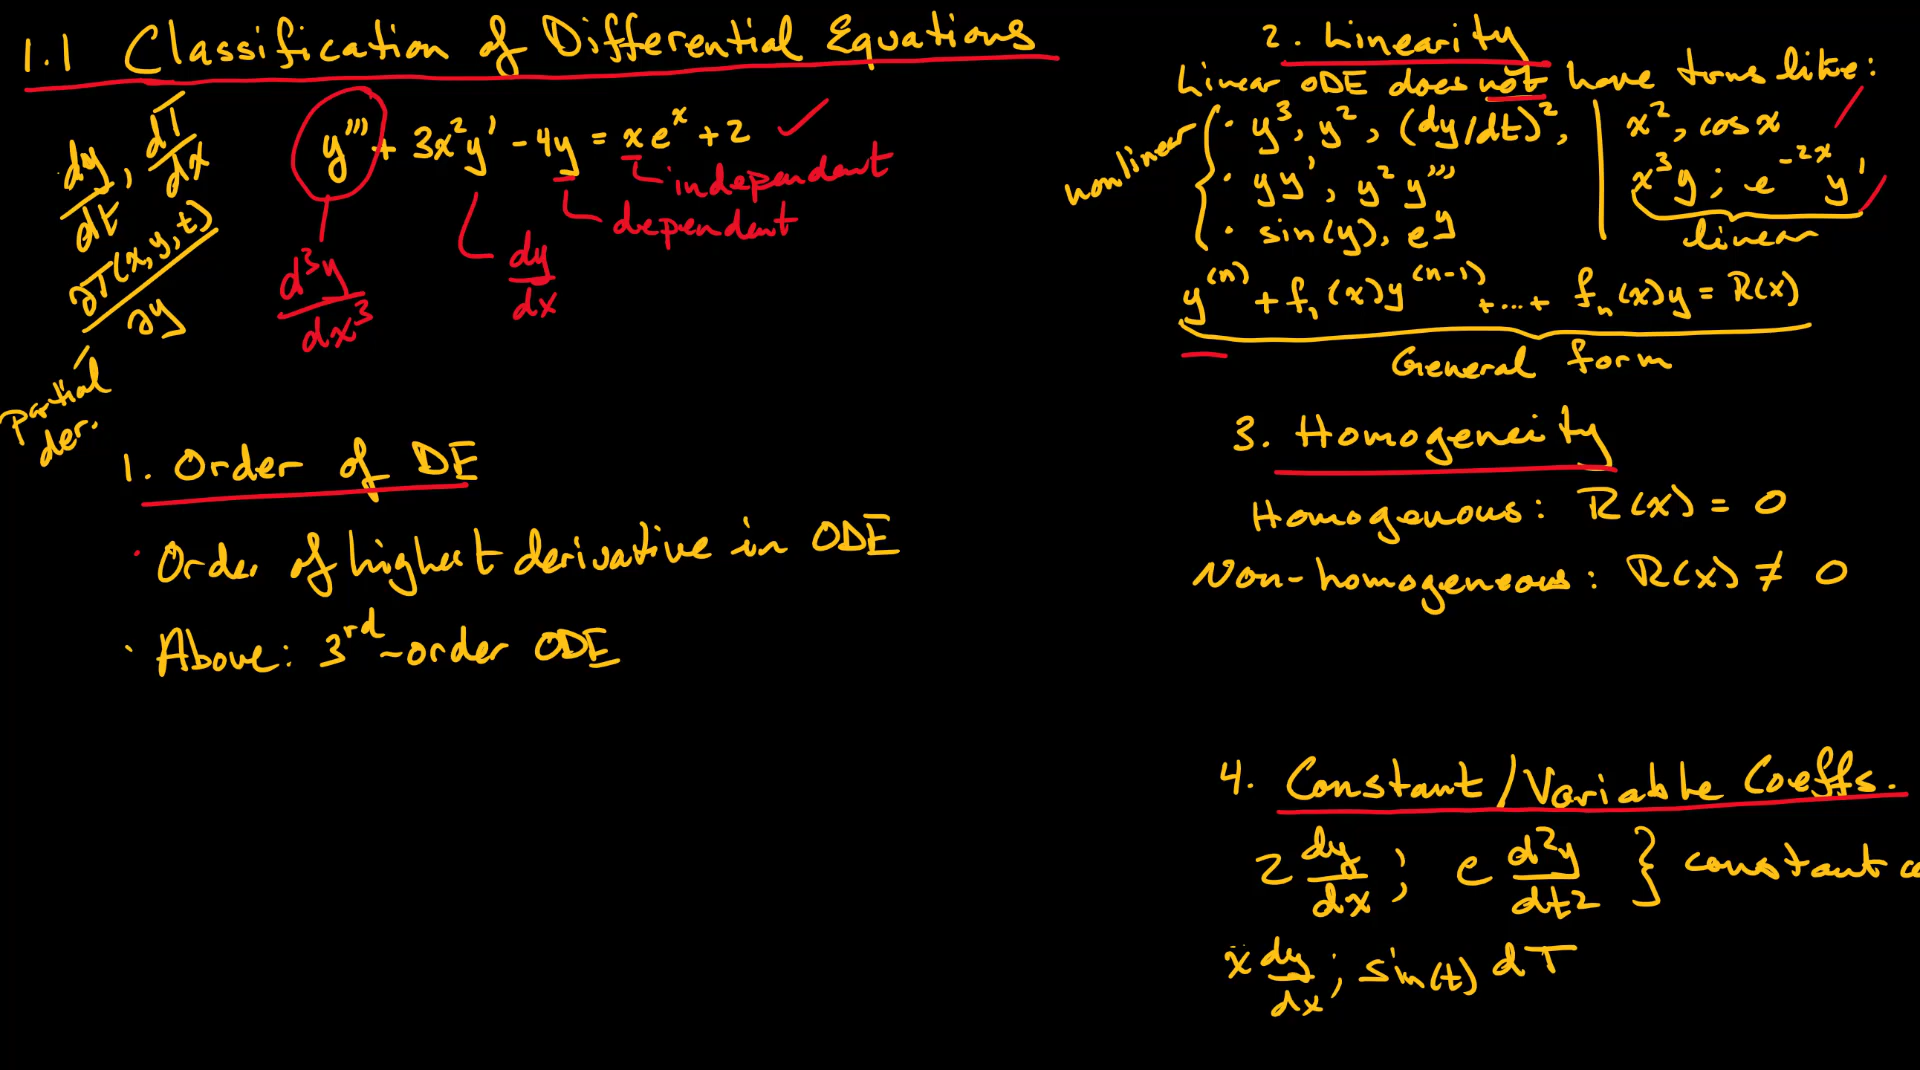 1.1 Classification of Differential Equations
dy/dt, dT/dx
∂T(x,y,t)/∂y
Partial der.
y''' + 3x²y' - 4y = xeˣ + 2 ✓
independent
dependent
d³y/dx³
dy/dx
1. Order of DE
· Order of highest derivative in ODE
· Above: 3rd-order ODE
2. Linearity
Linear ODE does not have terms like:
nonlinear
· y³, y², (dy/dt)², | x², cos x
· yy', y²y''' | x³y ; e⁻²ˣ y'
· sin(y), eʸ | linear
y⁽ⁿ⁾ + f₁(x)y⁽ⁿ⁻¹⁾ + ... + fₙ(x)y = R(x)
General form
3. Homogeneity
Homogenous: R(x) = 0
Non-homogeneous: R(x) ≠ 0
4. Constant/Variable Coeffs.
2 dy/dx ; e d²y/dt² } constant co
x dy/dx ; sin(t) dT